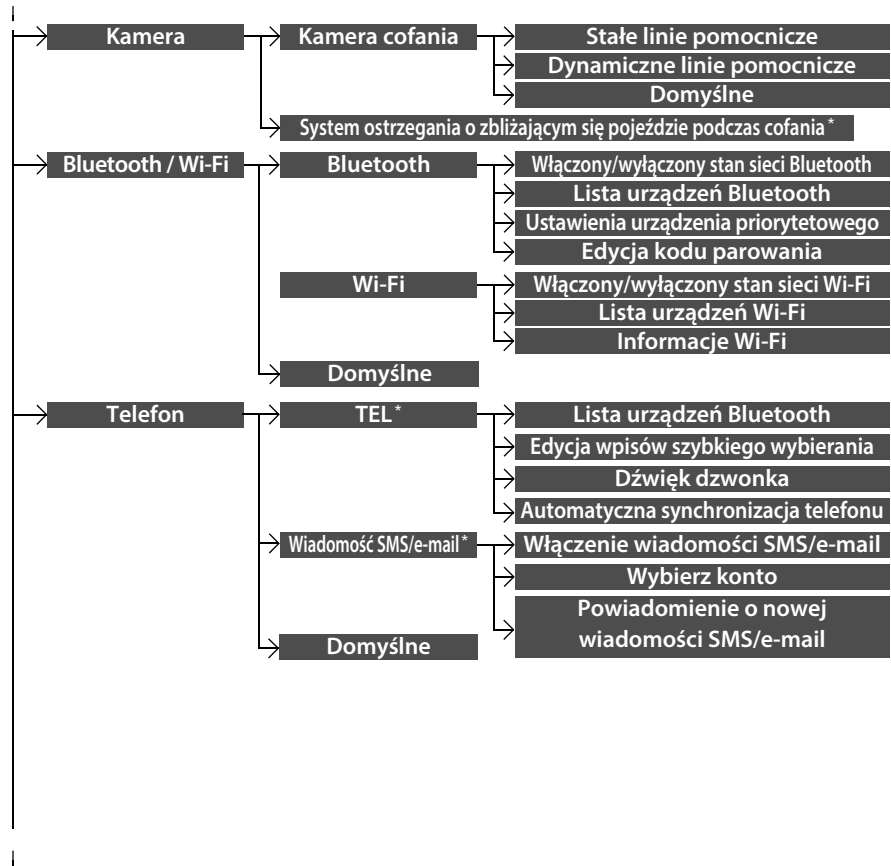 Kamera
Kamera cofania
Stałe linie pomocnicze
Dynamiczne linie pomocnicze
Domyślne
System ostrzegania o zbliżającym się pojeździe podczas cofania*
Bluetooth / Wi-Fi
Bluetooth
Włączony/wyłączony stan sieci Bluetooth
Lista urządzeń Bluetooth
Ustawienia urządzenia priorytetowego
Edycja kodu parowania
Wi-Fi
Włączony/wyłączony stan sieci Wi-Fi
Lista urządzeń Wi-Fi
Informacje Wi-Fi
Domyślne
Telefon
TEL*
Lista urządzeń Bluetooth
Edycja wpisów szybkiego wybierania
Dźwięk dzwonka
Automatyczna synchronizacja telefonu
Wiadomość SMS/e-mail*
Włączenie wiadomości SMS/e-mail
Wybierz konto
Powiadomienie o nowej
wiadomości SMS/e-mail
Domyślne